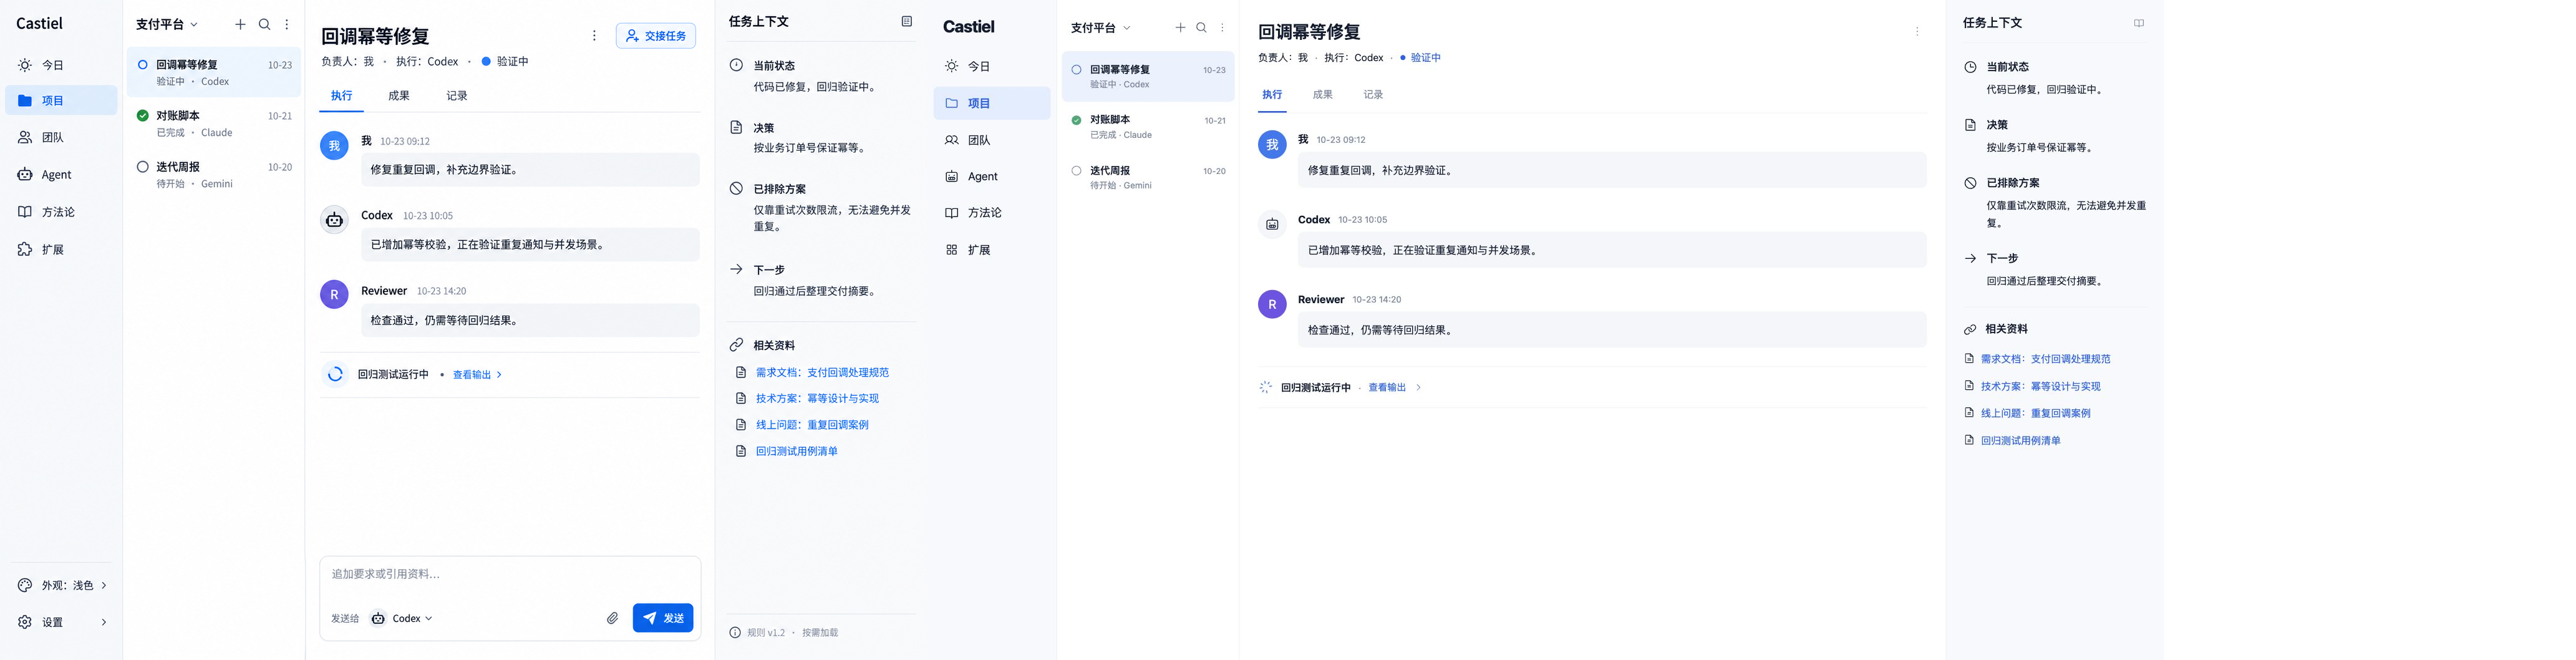 Castiel
今日
项目
团队
Agent
方法论
扩展
外观：浅色
设置
支付平台
回调幂等修复
10-23
验证中 • Codex
对账脚本
10-21
已完成 • Claude
迭代周报
10-20
待开始 • Gemini
回调幂等修复
交接任务
负责人：我 • 执行：Codex • 验证中
执行 成果 记录
我
我 10-23 09:12
修复重复回调，补充边界验证。
Codex 10-23 10:05
已增加幂等校验，正在验证重复通知与并发场景。
R
Reviewer 10-23 14:20
检查通过，仍需等待回归结果。
回归测试运行中 • 查看输出
追加要求或引用资料...
发送给 Codex
发送
任务上下文
当前状态
代码已修复，回归验证中。
决策
按业务订单号保证幂等。
已排除方案
仅靠重试次数限流，无法避免并发
重复。
下一步
回归通过后整理交付摘要。
相关资料
需求文档：支付回调处理规范
技术方案：幂等设计与实现
线上问题：重复回调案例
回归测试用例清单
规则 v1.2 • 按需加载
Castiel
今日
项目
团队
Agent
方法论
扩展
支付平台
回调幂等修复
10-23
验证中 · Codex
对账脚本
10-21
已完成 · Claude
迭代周报
10-20
待开始 · Gemini
回调幂等修复
负责人：我 · 执行：Codex · 验证中
执行 成果 记录
我
我 10-23 09:12
修复重复回调，补充边界验证。
Codex 10-23 10:05
已增加幂等校验，正在验证重复通知与并发场景。
R
Reviewer 10-23 14:20
检查通过，仍需等待回归结果。
回归测试运行中 · 查看输出
任务上下文
当前状态
代码已修复，回归验证中。
决策
按业务订单号保证幂等。
已排除方案
仅靠重试次数限流，无法避免并发重
复。
下一步
回归通过后整理交付摘要。
相关资料
需求文档：支付回调处理规范
技术方案：幂等设计与实现
线上问题：重复回调案例
回归测试用例清单